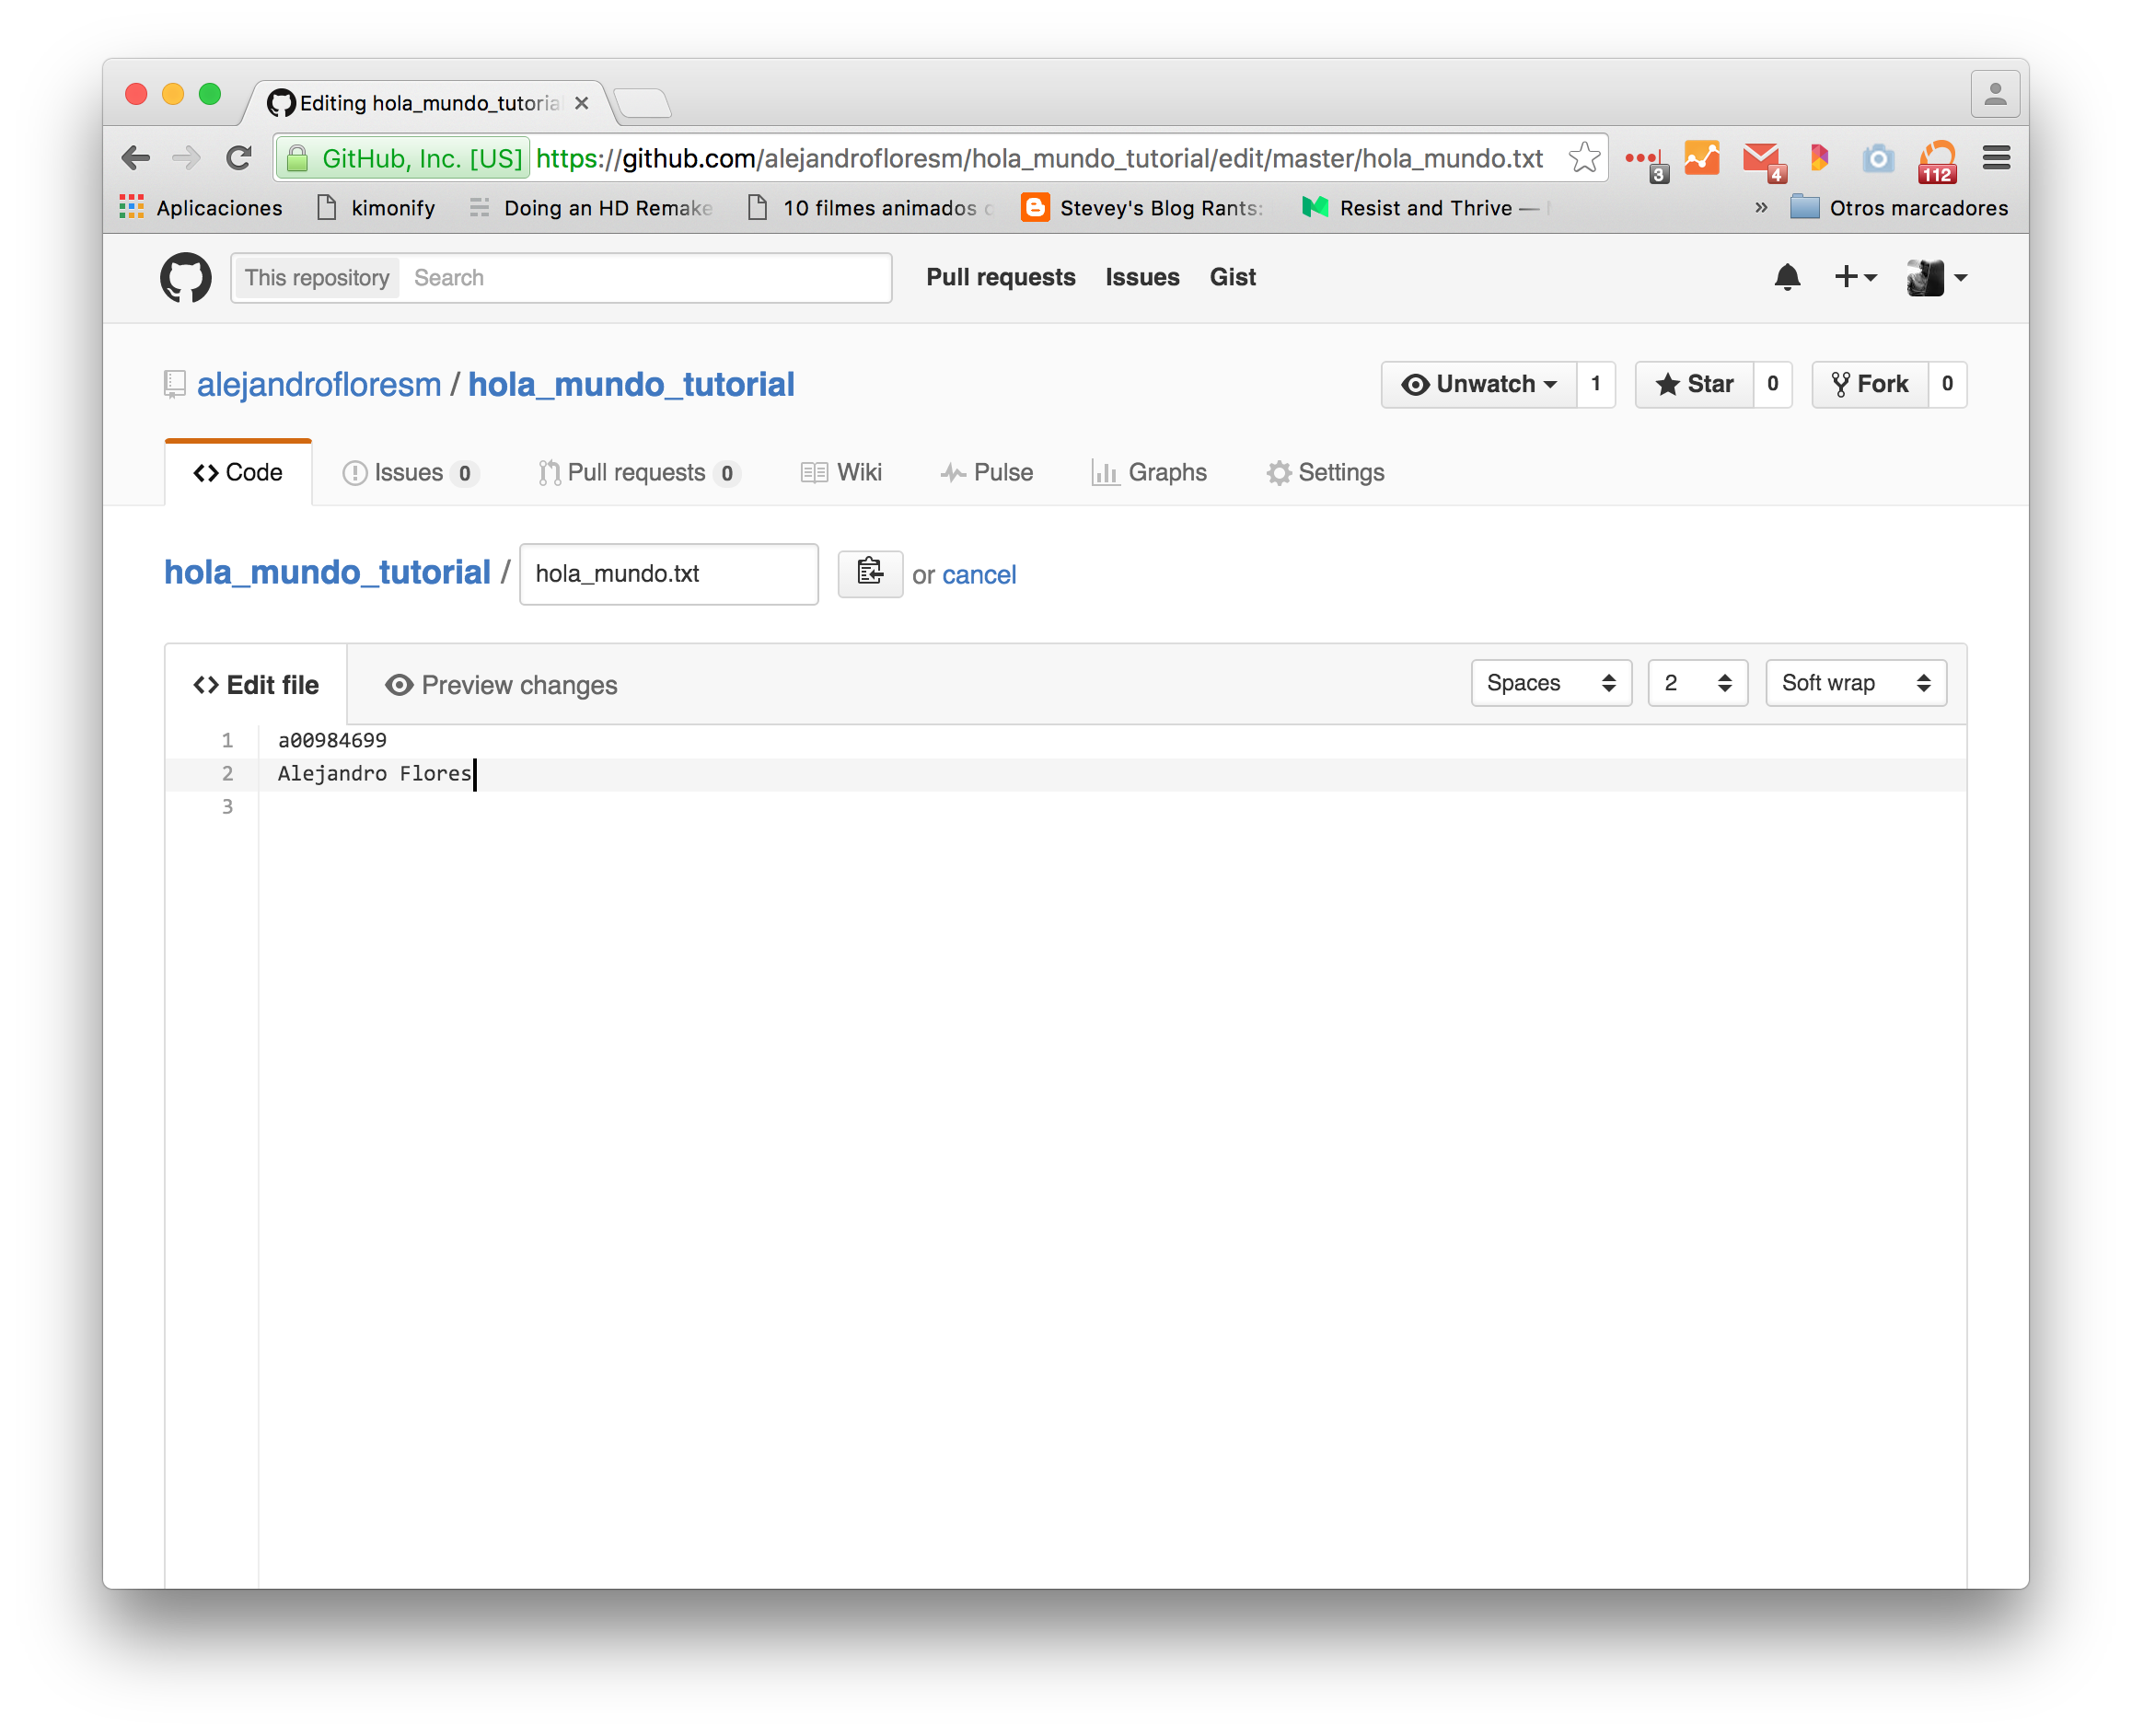 Editing hola_mundo_tutoria
GitHub, Inc. [US] https://github.com/alejandrofloresm/hola_mundo_tutorial/edit/master/hola_mundo.txt 3 4 112
Aplicaciones kimonify Doing an HD Remake 10 filmes animados Stevey's Blog Rants: Resist and Thrive — » Otros marcadores
This repository Search Pull requests Issues Gist
alejandrofloresm / hola_mundo_tutorial Unwatch 1 Star 0 Fork 0
Code Issues 0 Pull requests 0 Wiki Pulse Graphs Settings
hola_mundo_tutorial / hola_mundo.txt or cancel
Edit file Preview changes Spaces 2 Soft wrap
1 a00984699
2 Alejandro Flores
3